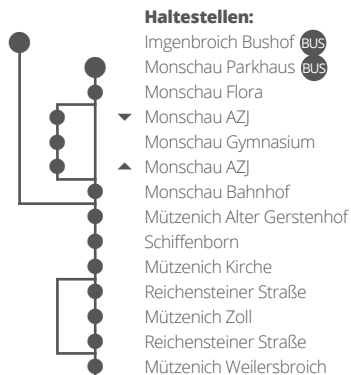 Haltestellen:
Imgenbroich Bushof BUS
Monschau Parkhaus BUS
Monschau Flora
Monschau AZJ
Monschau Gymnasium
Monschau AZJ
Monschau Bahnhof
Mützenich Alter Gerstenhof
Schiffenborn
Mützenich Kirche
Reichensteiner Straße
Mützenich Zoll
Reichensteiner Straße
Mützenich Weilersbroich